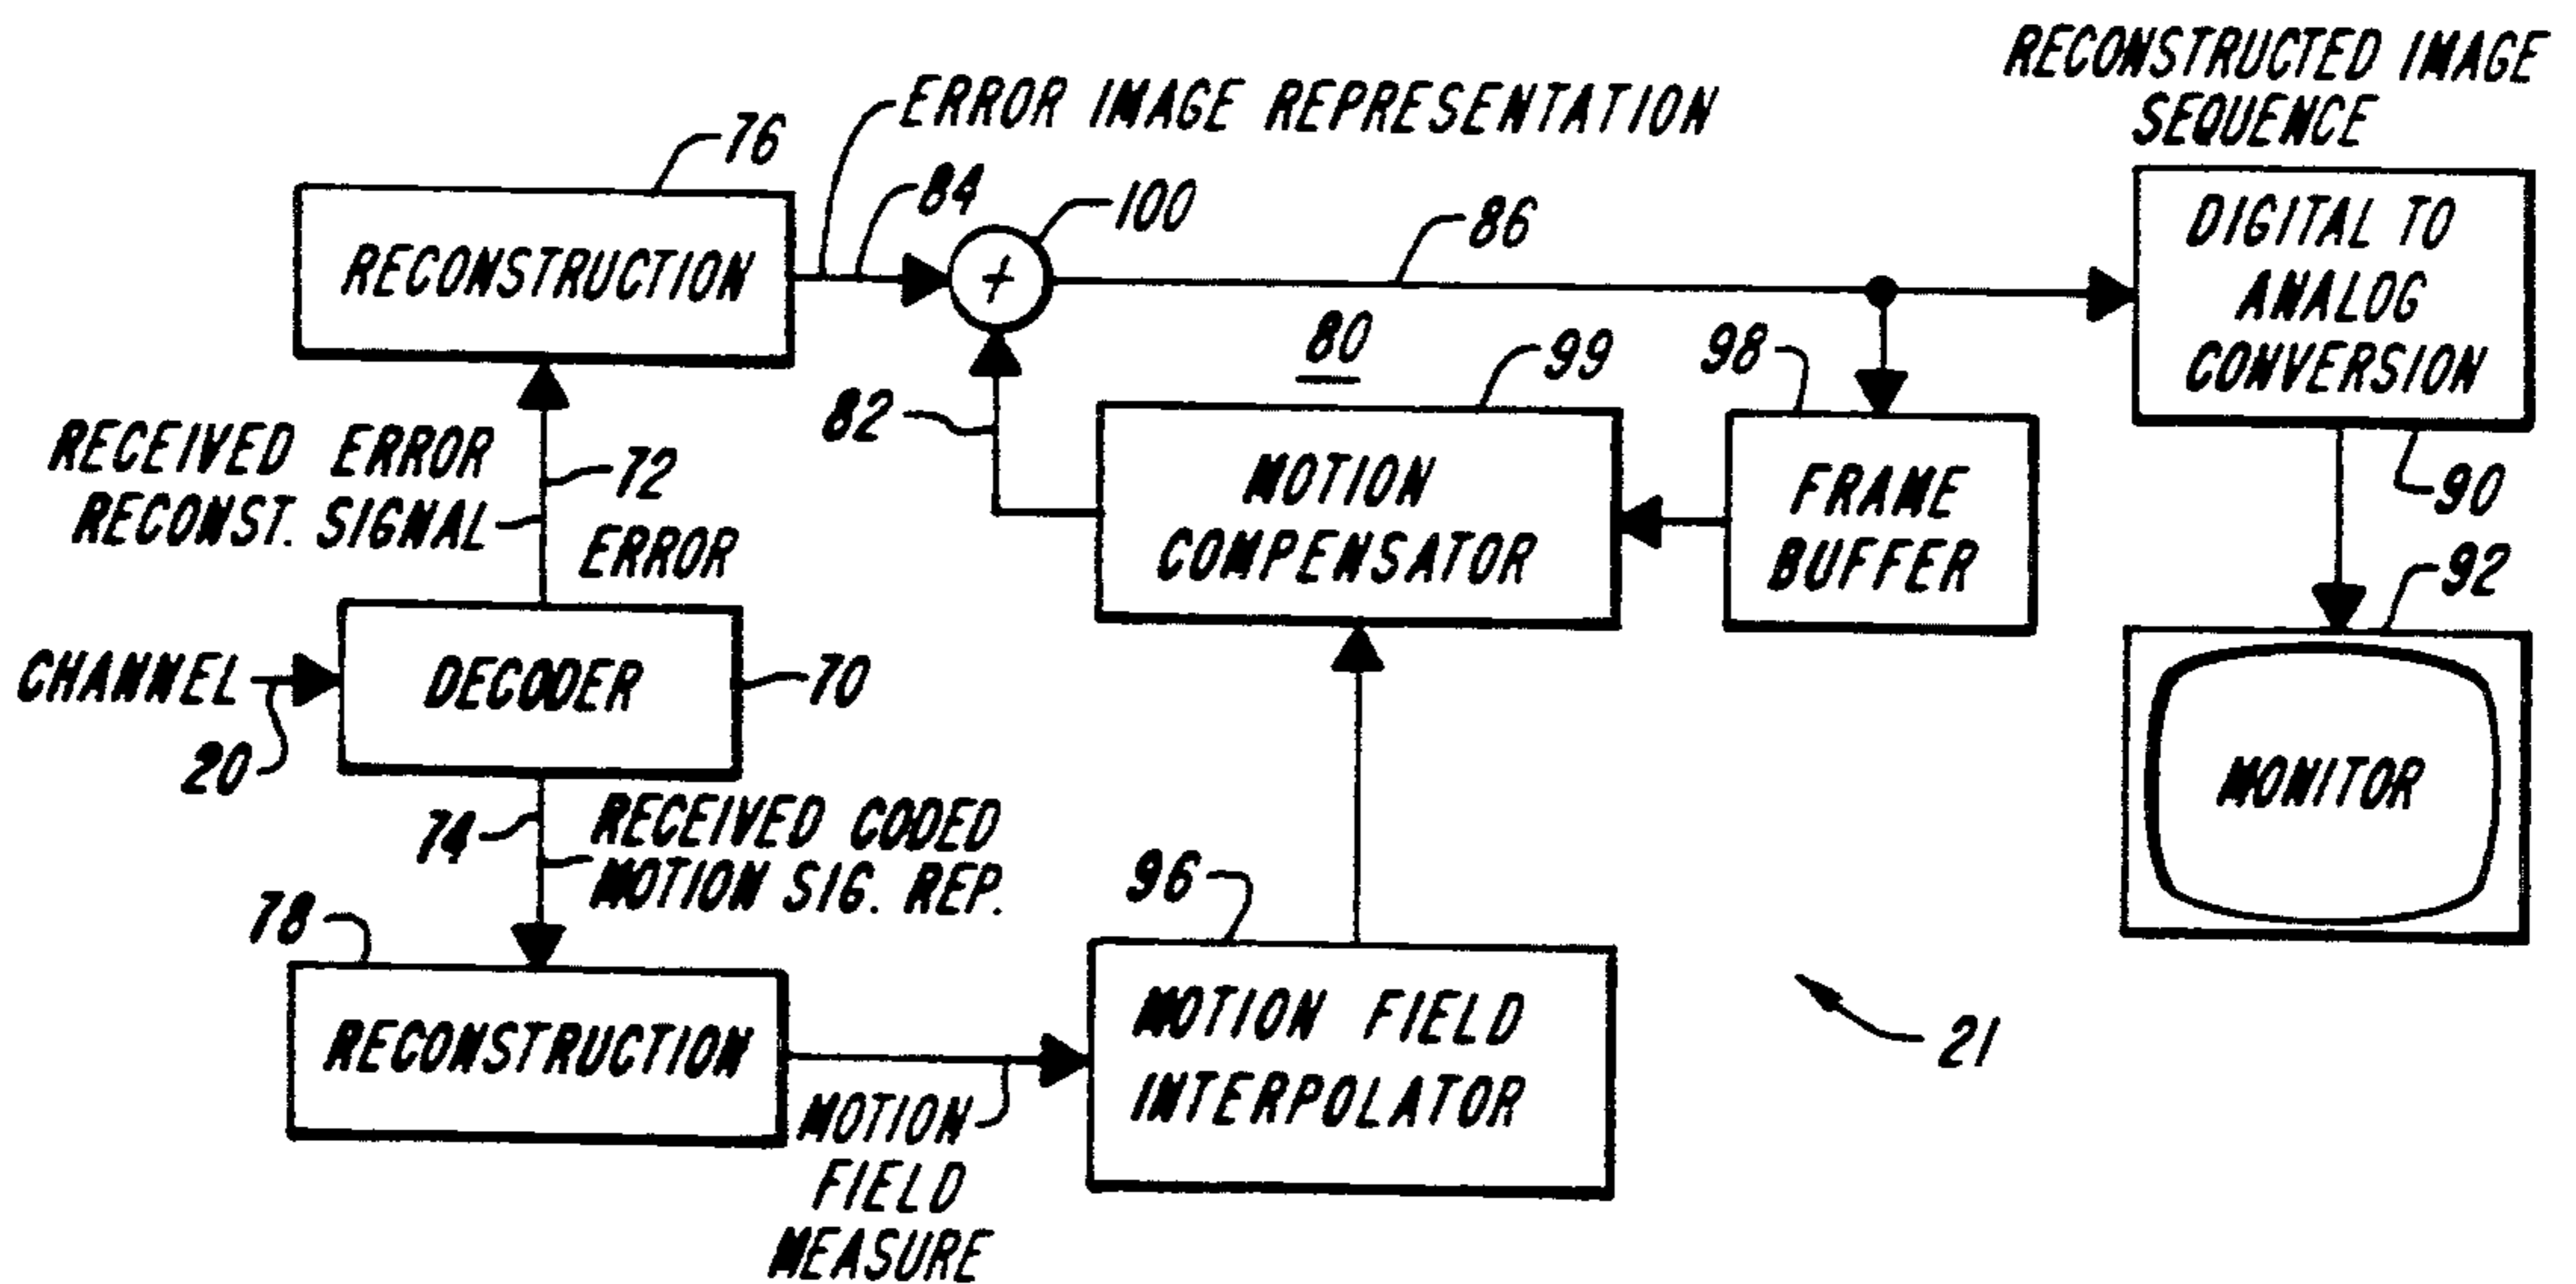 RECONSTRUCTED IMAGE
SEQUENCE
ERROR IMAGE REPRESENTATION
76
84
100
86
RECONSTRUCTION
DIGITAL TO
ANALOG
CONVERSION
80
99
98
82
90
RECEIVED ERROR
RECONST. SIGNAL
72
ERROR
MOTION
COMPENSATOR
FRAME
BUFFER
92
CHANNEL
20
DECODER
70
MONITOR
74
RECEIVED CODED
MOTION SIG. REP.
78
96
RECONSTRUCTION
MOTION
FIELD
MEASURE
MOTION FIELD
INTERPOLATOR
21